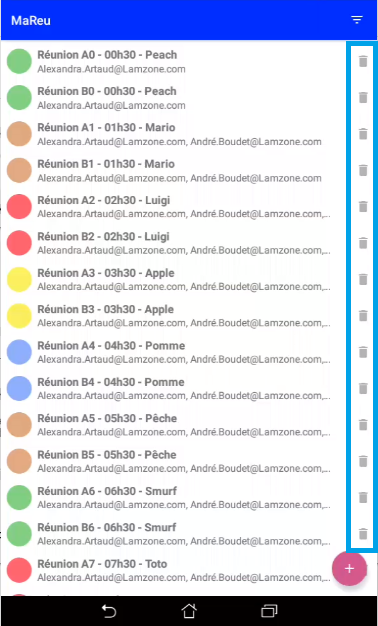 MaReu
Réunion A0 - 00h30 - Peach
Alexandra.Artaud@Lamzone.com
Réunion B0 - 00h30 - Peach
Alexandra.Artaud@Lamzone.com
Réunion A1 - 01h30 - Mario
Alexandra.Artaud@Lamzone.com, André.Boudet@Lamzone.com
Réunion B1 - 01h30 - Mario
Alexandra.Artaud@Lamzone.com, André.Boudet@Lamzone.com
Réunion A2 - 02h30 - Luigi
Alexandra.Artaud@Lamzone.com, André.Boudet@Lamzone.com,...
Réunion B2 - 02h30 - Luigi
Alexandra.Artaud@Lamzone.com, André.Boudet@Lamzone.com,...
Réunion A3 - 03h30 - Apple
Alexandra.Artaud@Lamzone.com, André.Boudet@Lamzone.com,...
Réunion B3 - 03h30 - Apple
Alexandra.Artaud@Lamzone.com, André.Boudet@Lamzone.com,...
Réunion A4 - 04h30 - Pomme
Alexandra.Artaud@Lamzone.com, André.Boudet@Lamzone.com,...
Réunion B4 - 04h30 - Pomme
Alexandra.Artaud@Lamzone.com, André.Boudet@Lamzone.com,...
Réunion A5 - 05h30 - Pêche
Alexandra.Artaud@Lamzone.com, André.Boudet@Lamzone.com,...
Réunion B5 - 05h30 - Pêche
Alexandra.Artaud@Lamzone.com, André.Boudet@Lamzone.com,...
Réunion A6 - 06h30 - Smurf
Alexandra.Artaud@Lamzone.com, André.Boudet@Lamzone.com,...
Réunion B6 - 06h30 - Smurf
Alexandra.Artaud@Lamzone.com, André.Boudet@Lamzone.com,...
Réunion A7 - 07h30 - Toto
Alexandra.Artaud@Lamzone.com, André.Boudet@Lamzone.com,...